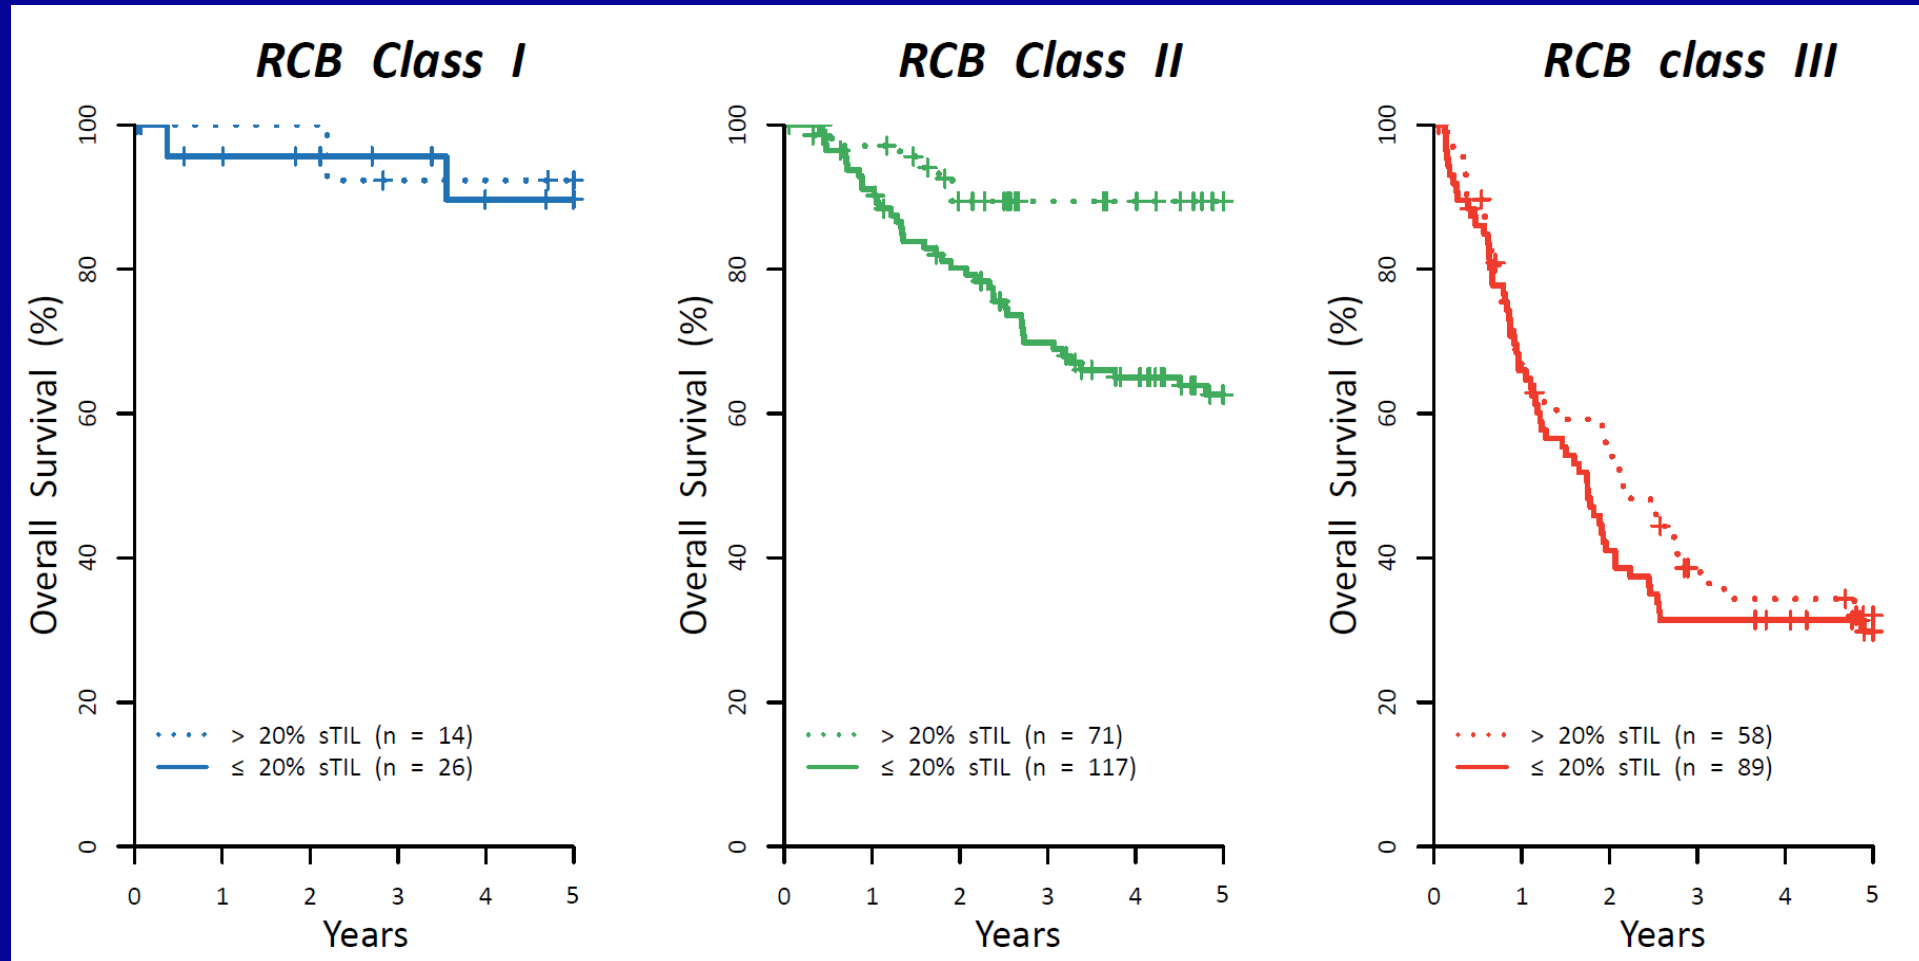 RCB Class I
Overall Survival (%)
100
80
60
40
20
0
> 20% sTIL (n = 14)
≤ 20% sTIL (n = 26)
0 1 2 3 4 5
Years
RCB Class II
Overall Survival (%)
100
80
60
40
20
0
> 20% sTIL (n = 71)
≤ 20% sTIL (n = 117)
0 1 2 3 4 5
Years
RCB class III
Overall Survival (%)
100
80
60
40
20
0
> 20% sTIL (n = 58)
≤ 20% sTIL (n = 89)
0 1 2 3 4 5
Years